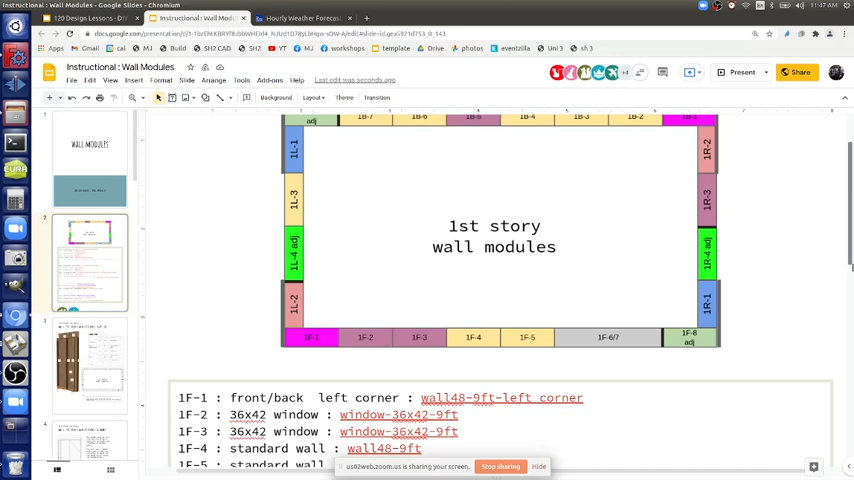 Instructional : Wall Modules - Google Slides - Chromium
11:47 AM
120 Design Lessons - DIY
Instructional : Wall Modul
Hourly Weather Forecast
docs.google.com/presentation/
Gmail
MJ
Build
SH2 CAD
MJ
workshops
template
Drive
photos
eventzilla
Uni 3
sh 3
Instructional : Wall Modules
File Edit View Insert Format Slide Arrange Tools Add-ons Help
Last edit was seconds ago
+4
Present
Share
Background Layout Theme Transition
1
WALL MODULES
2
3
4
adj
1B-7
1B-6
1B-5
1B-4
1B-3
1B-2
1B-1
1L-1
1R-2
1L-3
1R-3
1st story
wall modules
1L-4 adj
1R-4 adj
1L-2
1R-1
1F-1
1F-2
1F-3
1F-4
1F-5
1F-6/7
1F-8
adj
1F-1 : front/back left corner : wall48-9ft-left corner
1F-2 : 36x42 window : window-36x42-9ft
1F-3 : 36x42 window : window-36x42-9ft
1F-4 : standard wall : wall48-9ft
1F-5 : standard wall
us02web.zoom.us is sharing your screen.
Stop sharing
Hide